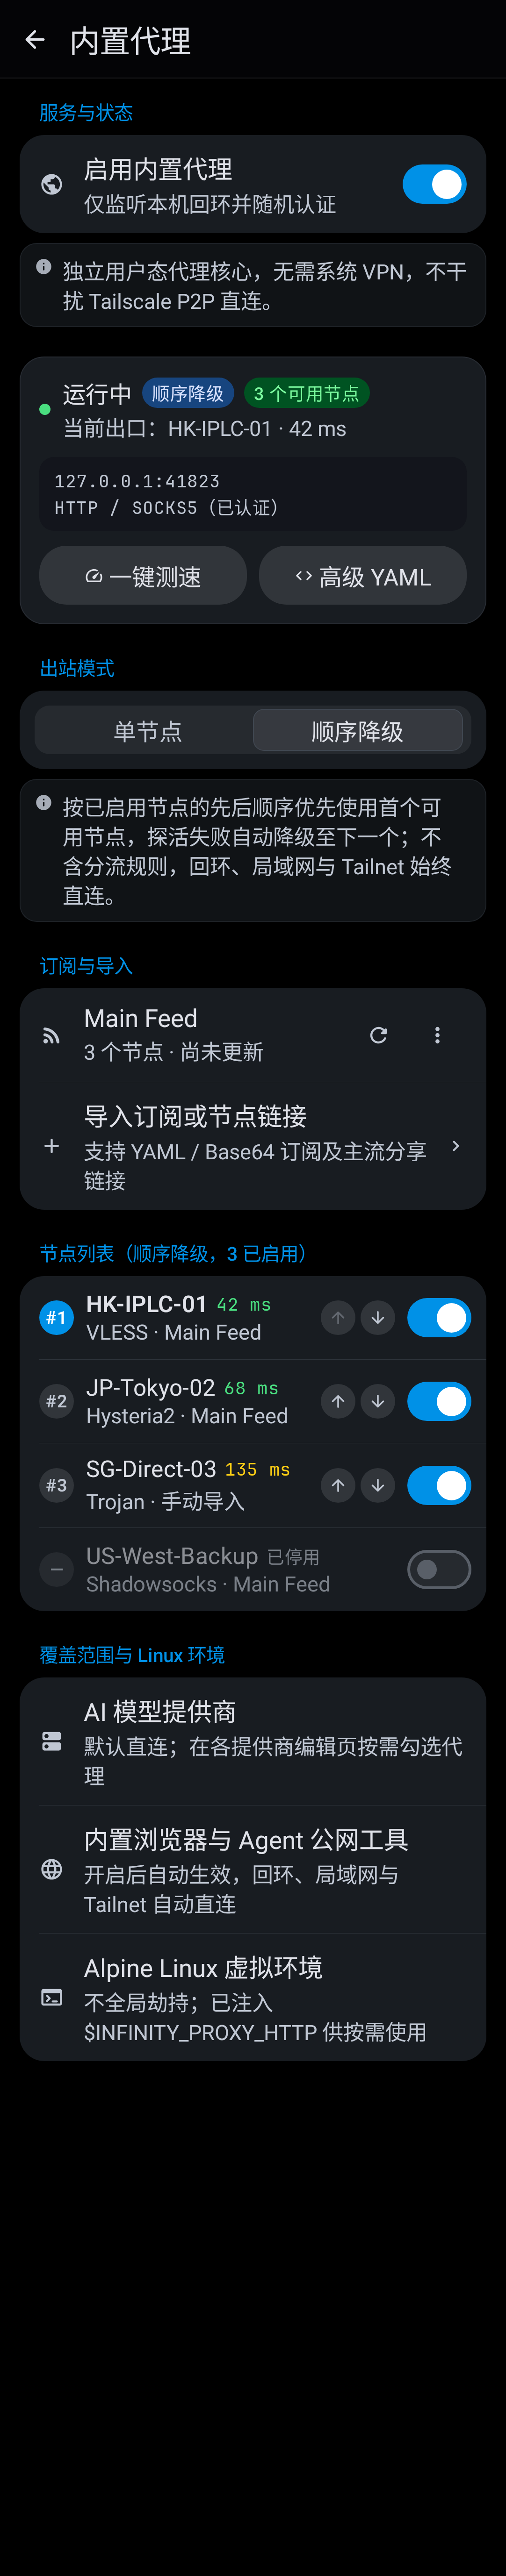 内置代理
服务与状态
启用内置代理
仅监听本机回环并随机认证
独立用户态代理核心，无需系统 VPN，不干
扰 Tailscale P2P 直连。
运行中 顺序降级 3 个可用节点
当前出口：HK-IPLC-01 · 42 ms
127.0.0.1:41823
HTTP / SOCKS5（已认证）
一键测速 高级 YAML
出站模式
单节点 顺序降级
按已启用节点的先后顺序优先使用首个可
用节点，探活失败自动降级至下一个；不
含分流规则，回环、局域网与 Tailnet 始终
直连。
订阅与导入
Main Feed
3 个节点 · 尚未更新
导入订阅或节点链接
支持 YAML / Base64 订阅及主流分享
链接
节点列表（顺序降级，3 已启用）
#1 HK-IPLC-01 42 ms
VLESS · Main Feed
#2 JP-Tokyo-02 68 ms
Hysteria2 · Main Feed
#3 SG-Direct-03 135 ms
Trojan · 手动导入
US-West-Backup 已停用
Shadowsocks · Main Feed
覆盖范围与 Linux 环境
AI 模型提供商
默认直连；在各提供商编辑页按需勾选代
理
内置浏览器与 Agent 公网工具
开启后自动生效，回环、局域网与
Tailnet 自动直连
Alpine Linux 虚拟环境
不全局劫持；已注入
$INFINITY_PROXY_HTTP 供按需使用